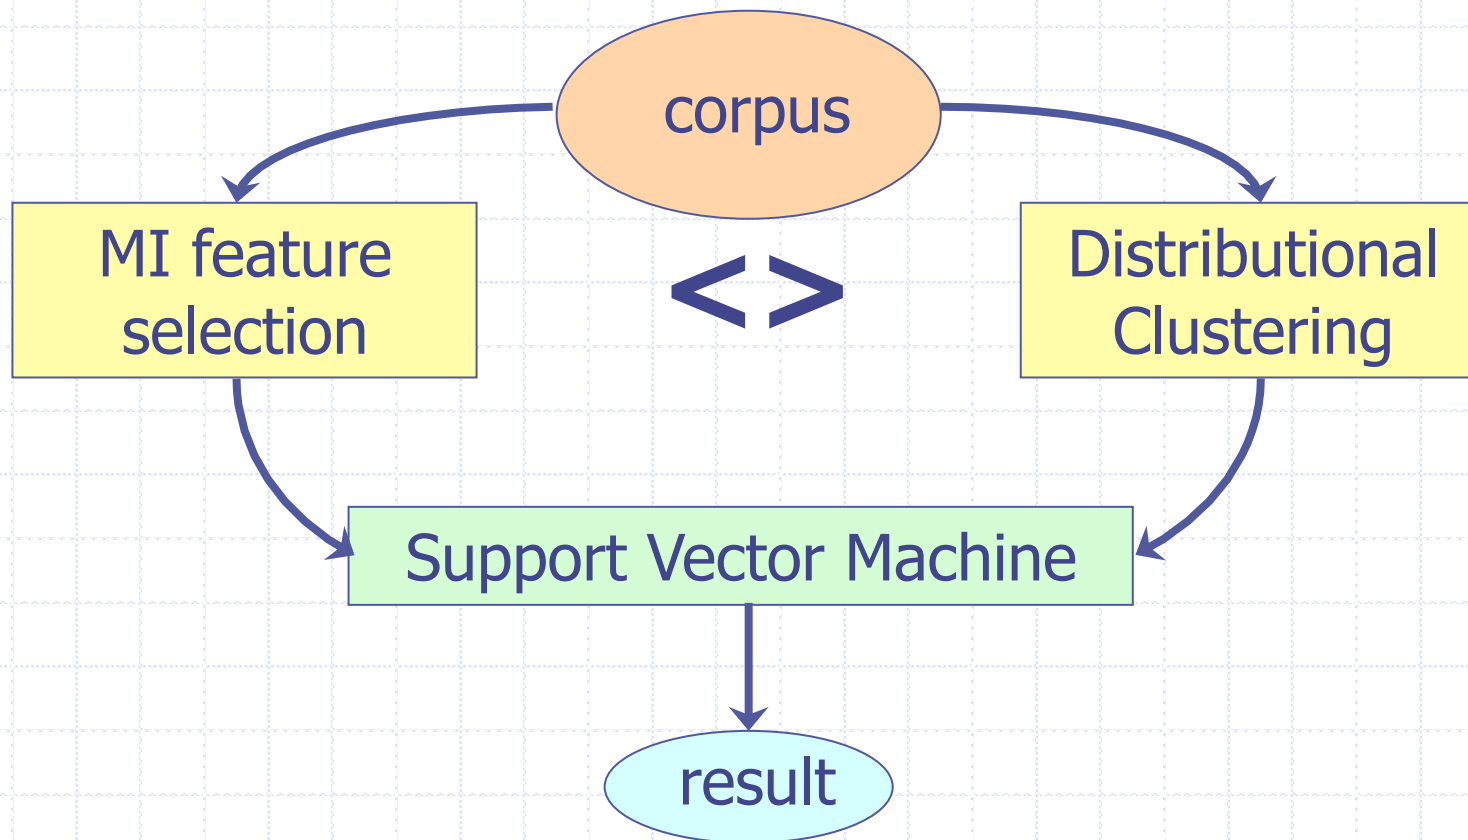 corpus
MI feature
selection
<>
Distributional
Clustering
Support Vector Machine
result